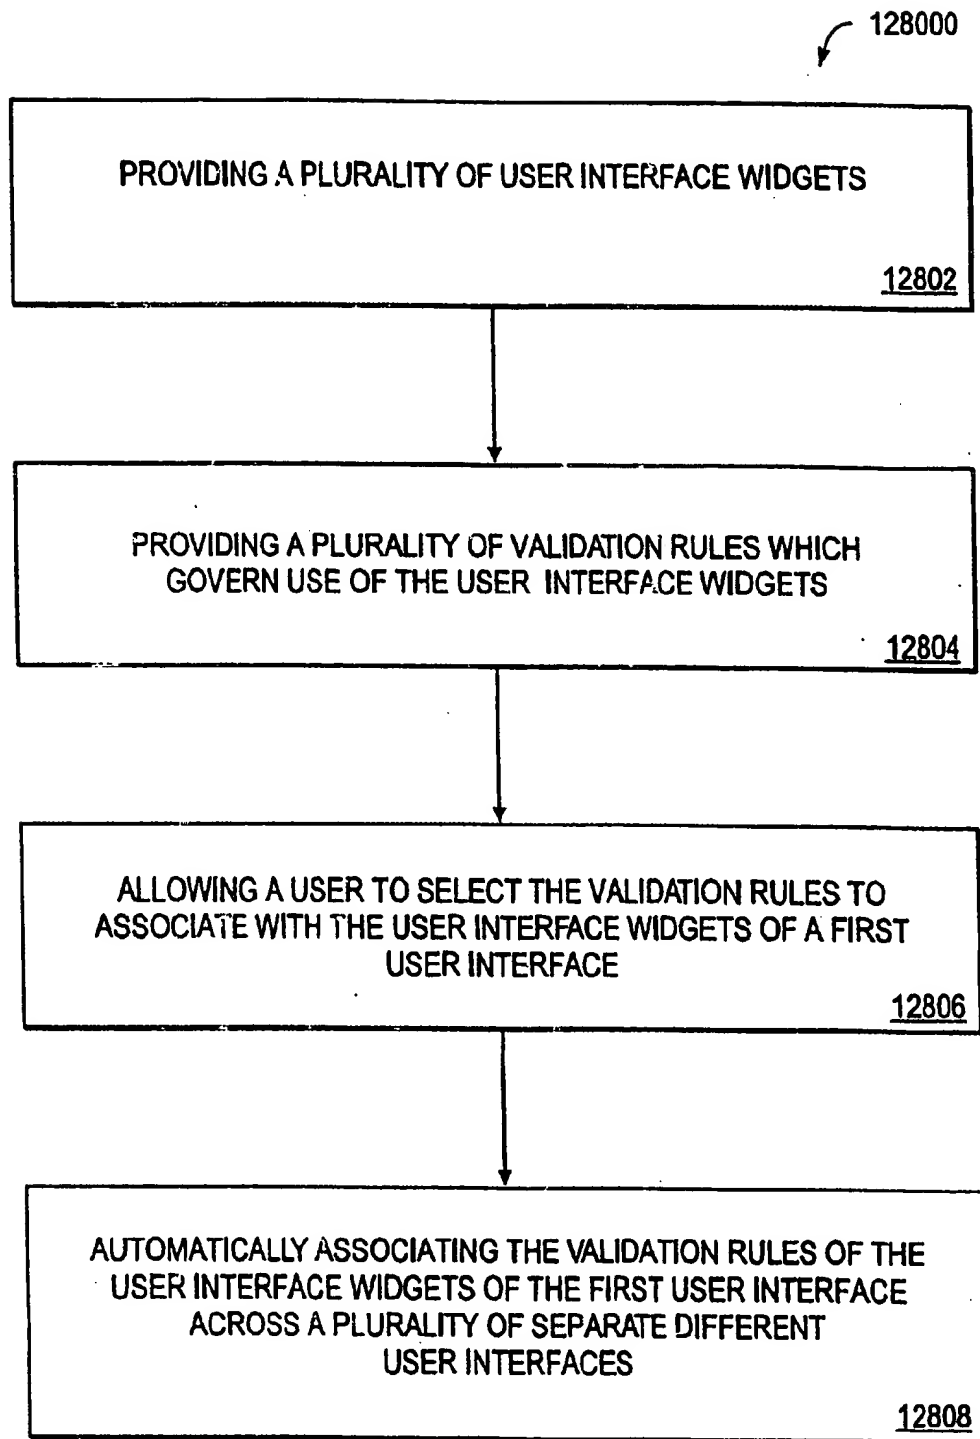 128000
PROVIDING A PLURALITY OF USER INTERFACE WIDGETS
12802
PROVIDING A PLURALITY OF VALIDATION RULES WHICH
GOVERN USE OF THE USER INTERFACE WIDGETS
12804
ALLOWING A USER TO SELECT THE VALIDATION RULES TO
ASSOCIATE WITH THE USER INTERFACE WIDGETS OF A FIRST
USER INTERFACE
12806
AUTOMATICALLY ASSOCIATING THE VALIDATION RULES OF THE
USER INTERFACE WIDGETS OF THE FIRST USER INTERFACE
ACROSS A PLURALITY OF SEPARATE DIFFERENT
USER INTERFACES
12808